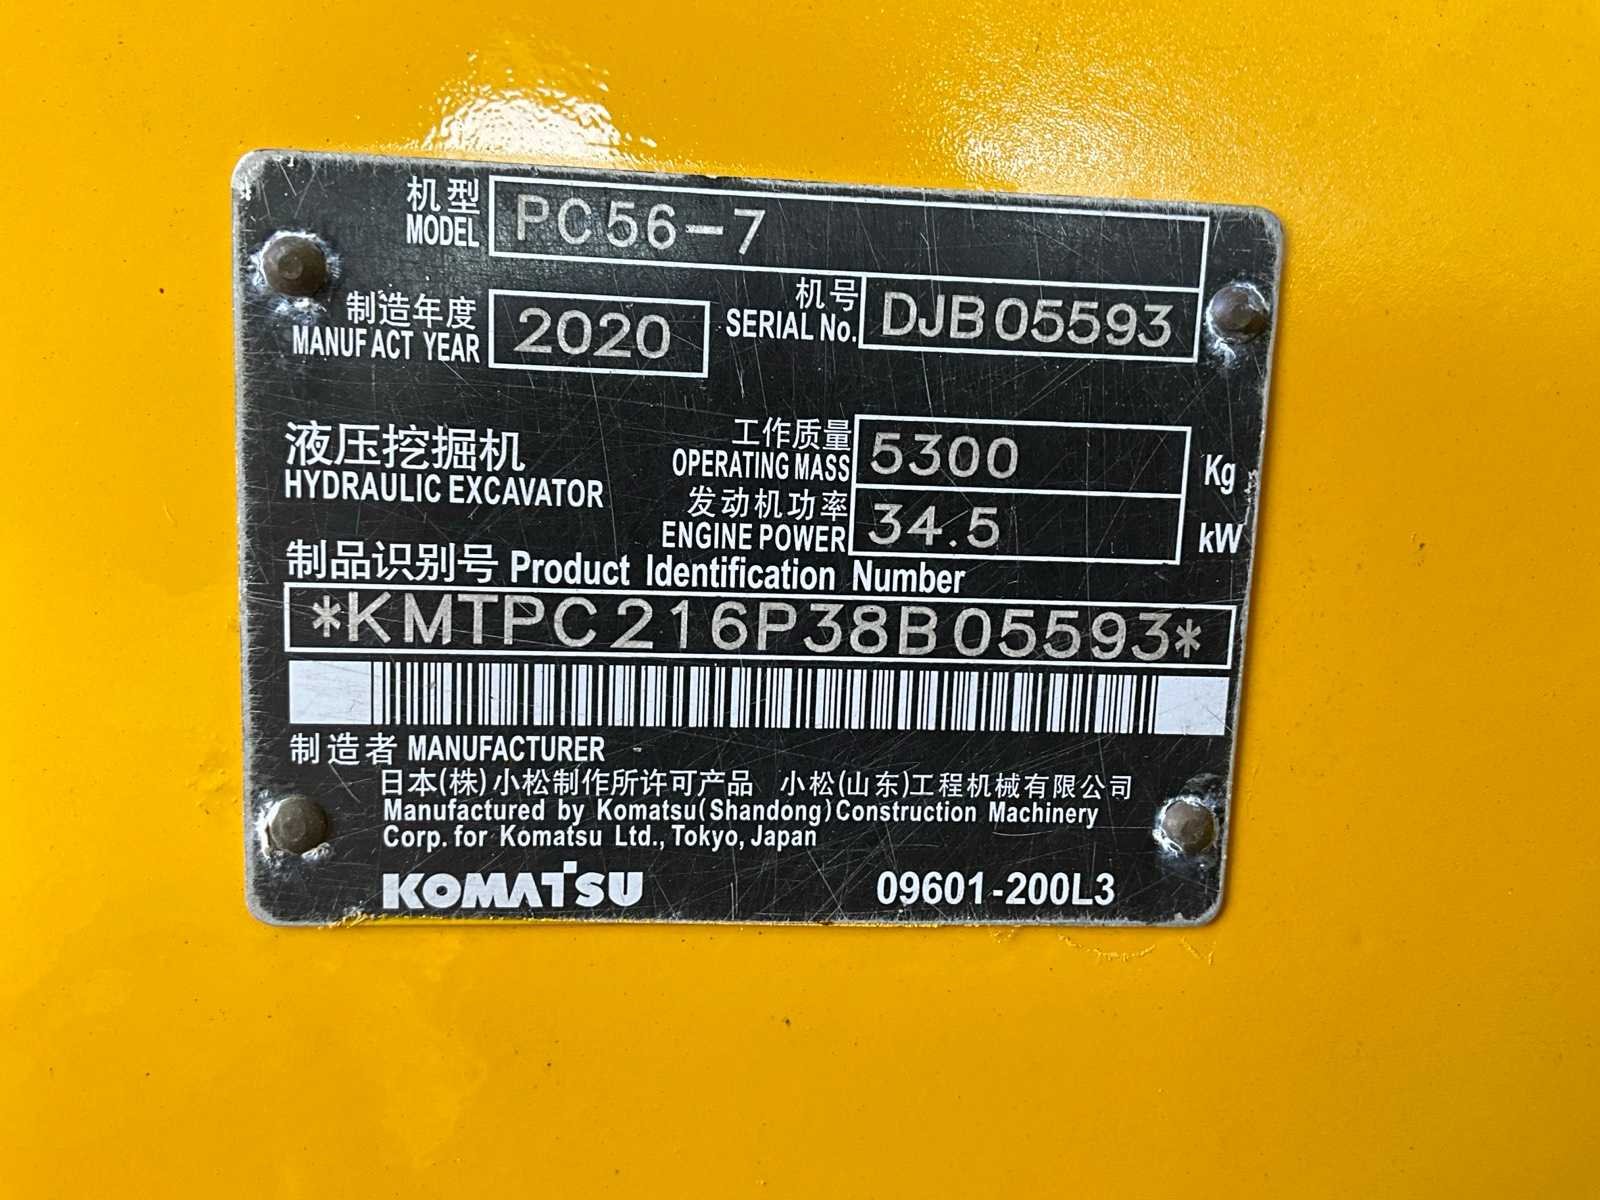 机型 PC56-7
MODEL
制造年度 2020 机号 DJB05593
MANUFACT YEAR SERIAL No.
液压挖掘机 工作质量 5300 Kg
HYDRAULIC EXCAVATOR OPERATING MASS
发动机功率 34.5 kW
ENGINE POWER
制品识别号 Product Identification Number
*KMTPC216P38B05593*
制造者 MANUFACTURER
日本(株)小松制作所许可产品 小松(山东)工程机械有限公司
Manufactured by Komatsu(Shandong)Construction Machinery
Corp. for Komatsu Ltd.,Tokyo,Japan
KOMATSU 09601-200L3